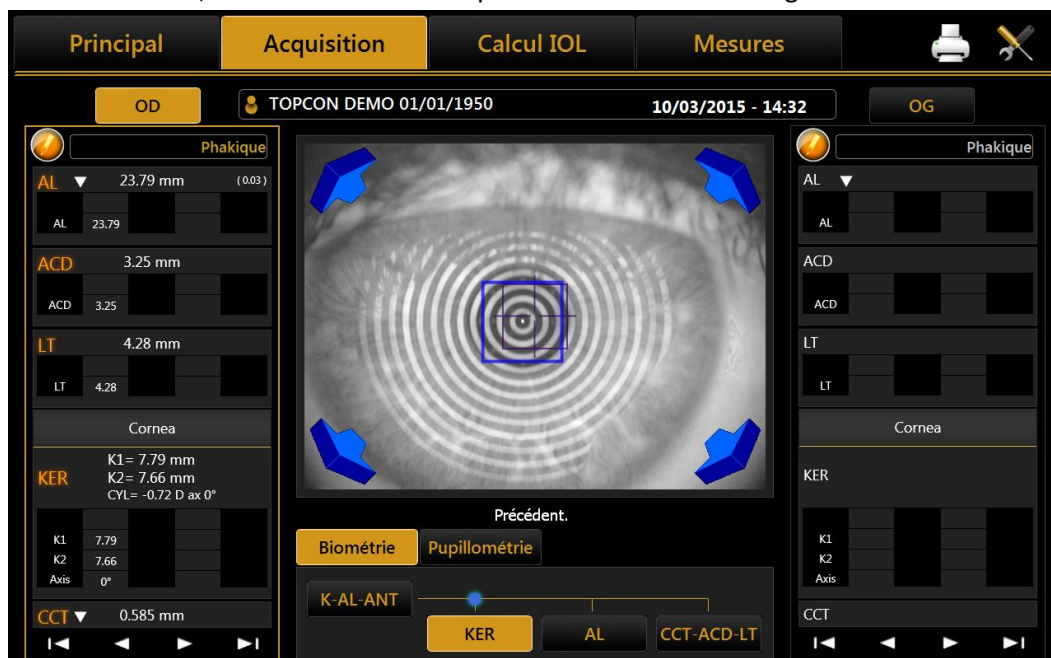 Principal Acquisition Calcul IOL Mesures
OD TOPCON DEMO 01/01/1950 10/03/2015 - 14:32 OG
Phakique
AL 23.79 mm (0.03)
AL 23.79
ACD 3.25 mm
ACD 3.25
LT 4.28 mm
LT 4.28
Cornea
KER
K1= 7.79 mm
K2= 7.66 mm
CYL= -0.72 D ax 0°
K1 7.79
K2 7.66
Axis 0°
CCT 0.585 mm
Précédent.
Biométrie Pupillométrie
K-AL-ANT
KER AL CCT-ACD-LT
Phakique
AL
AL
ACD
ACD
LT
LT
Cornea
KER
K1
K2
Axis
CCT